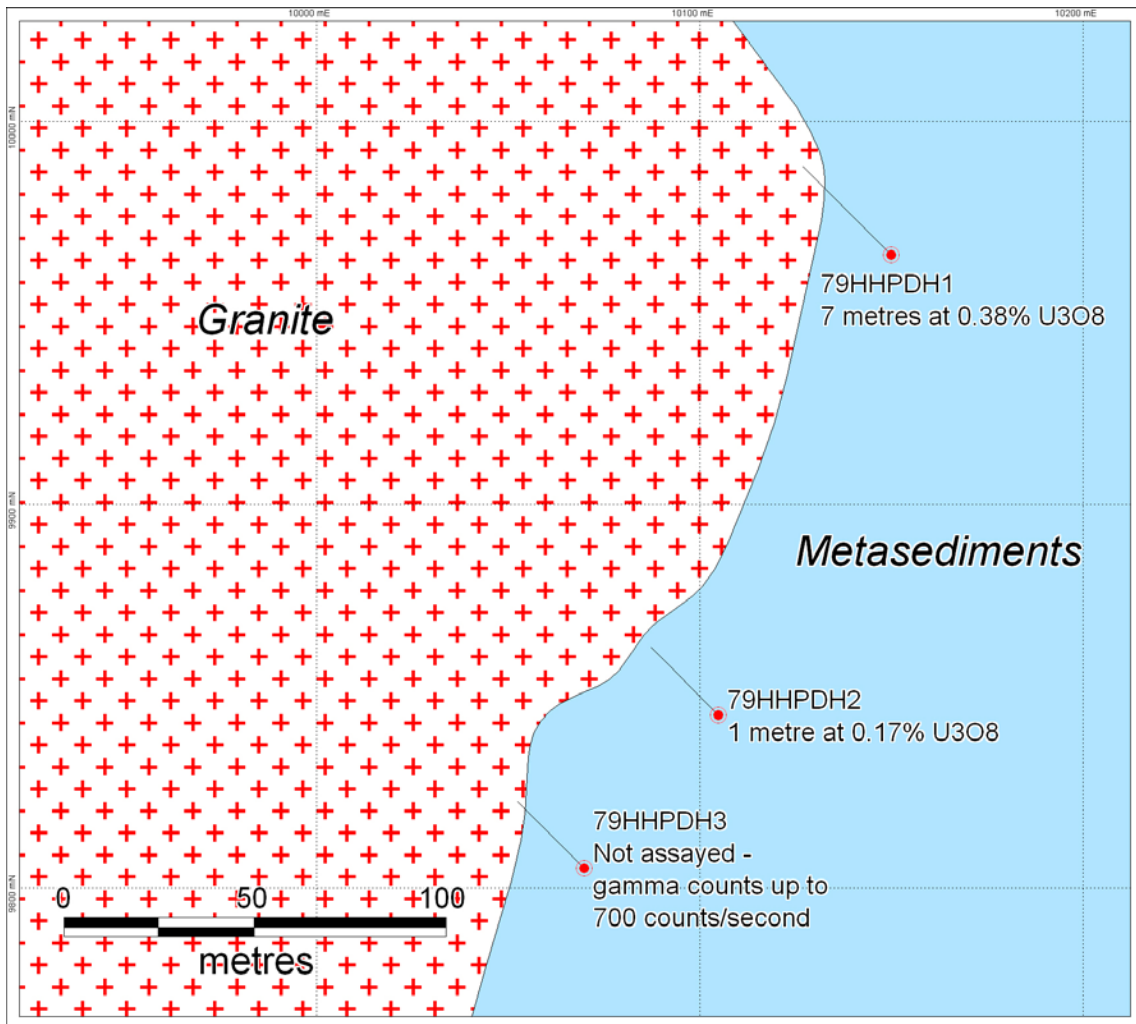 10000 mE
10100 mE
10200 mE
10000 mN
79HHPDH1
7 metres at 0.38% U3O8
Granite
9900 mN
Metasediments
79HHPDH2
1 metre at 0.17% U3O8
79HHPDH3
Not assayed -
gamma counts up to
700 counts/second
9800 mN
0 50 100
metres